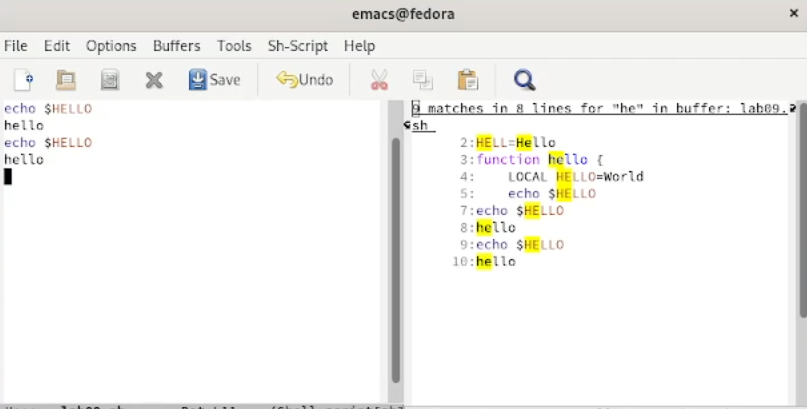 emacs@fedora
File Edit Options Buffers Tools Sh-Script Help
Save Undo
echo $HELLO
hello
echo $HELLO
hello
9 matches in 8 lines for "he" in buffer: lab09.
sh
2:HELL=Hello
3:function hello {
4:    LOCAL HELLO=World
5:    echo $HELLO
7:echo $HELLO
8:hello
9:echo $HELLO
10:hello